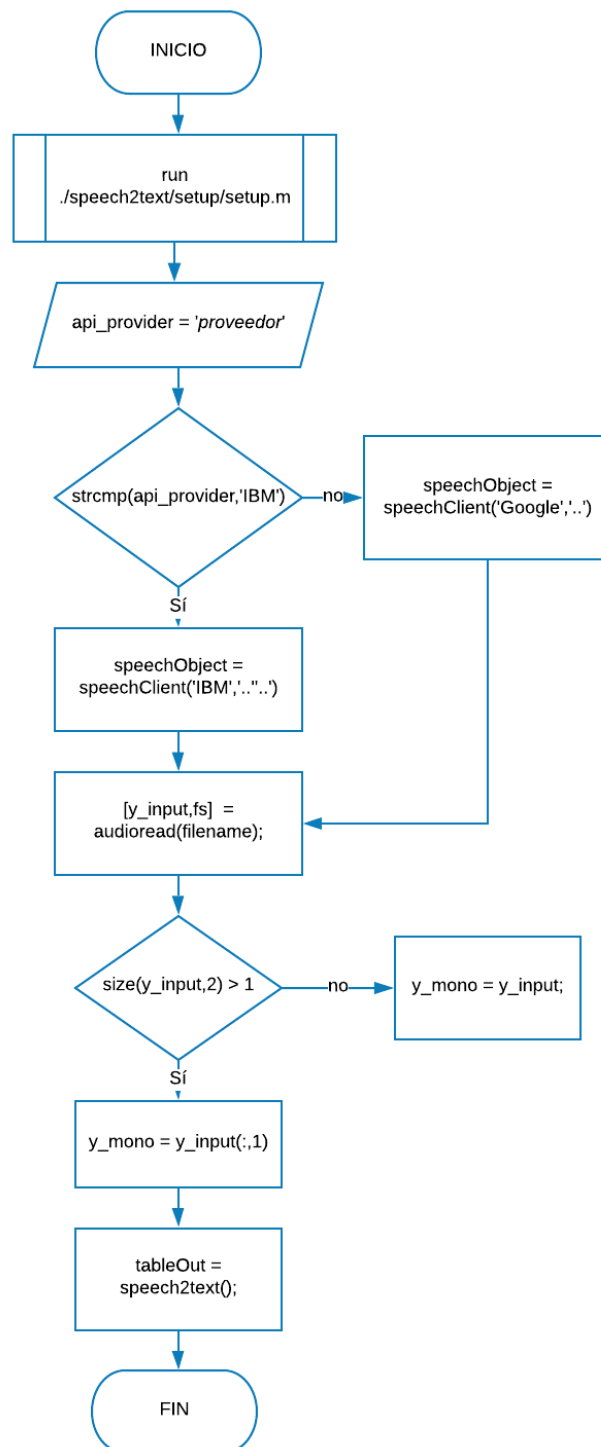 INICIO
run
./speech2text/setup/setup.m
api_provider = 'proveedor'
strcmp(api_provider,'IBM')
no
speechObject =
speechClient('Google','..')
Sí
speechObject =
speechClient('IBM','..''..')
[y_input,fs] =
audioread(filename);
size(y_input,2) > 1
no
y_mono = y_input;
Sí
y_mono = y_input(:,1)
tableOut =
speech2text();
FIN